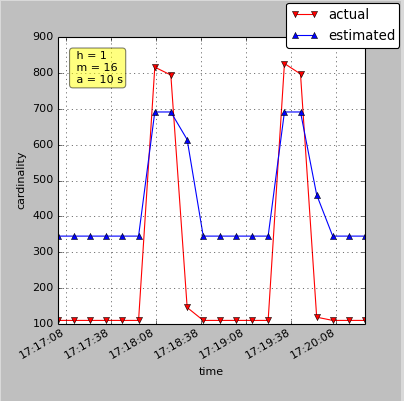 actual
estimated
h = 1
m = 16
a = 10 s
900
800
700
600
500
400
300
200
100
cardinality
17:17:08
17:17:38
17:18:08
17:18:38
17:19:08
17:19:38
17:20:08
time